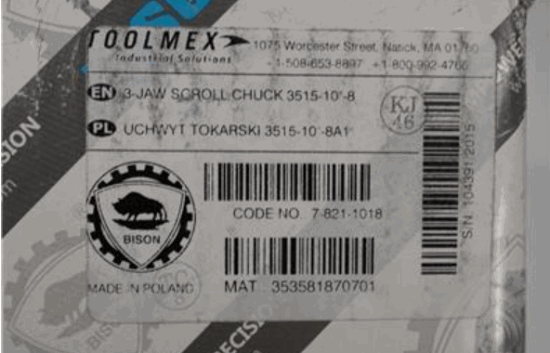 TOOLMEX
Industrial Solutions
1075 Worcester Street, Natick, MA 01760
+1-508-653-8897 +1-800-992-4766
EN 3-JAW SCROLL CHUCK 3515-10"-8
PL UCHWYT TOKARSKI 3515-10"-8A1
KJ
46
BISON
CODE NO. 7-821-1018
S/N: 104391 2015
MADE IN POLAND
MAT.: 353581870701